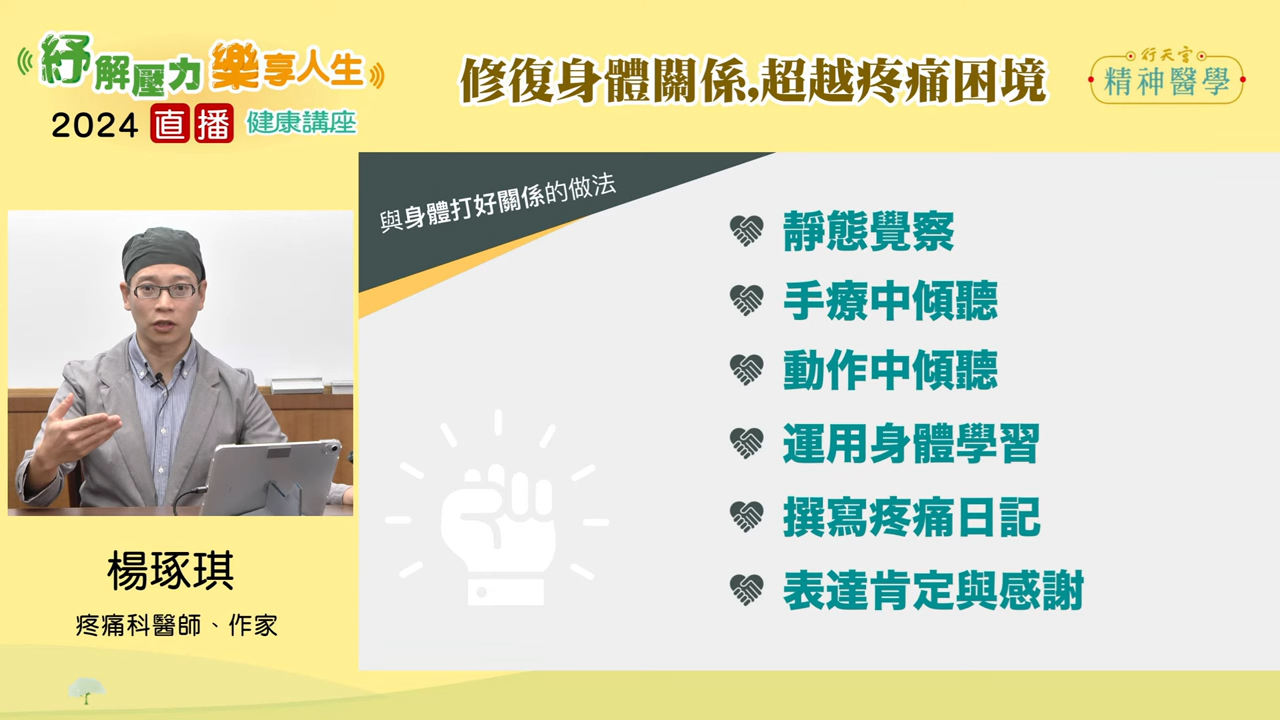 紓解壓力 樂享人生
2024 直播 健康講座
修復身體關係,超越疼痛困境
行天宮
精神醫學
與身體打好關係的做法
靜態覺察
手療中傾聽
動作中傾聽
運用身體學習
撰寫疼痛日記
表達肯定與感謝
楊琢琪
疼痛科醫師、作家